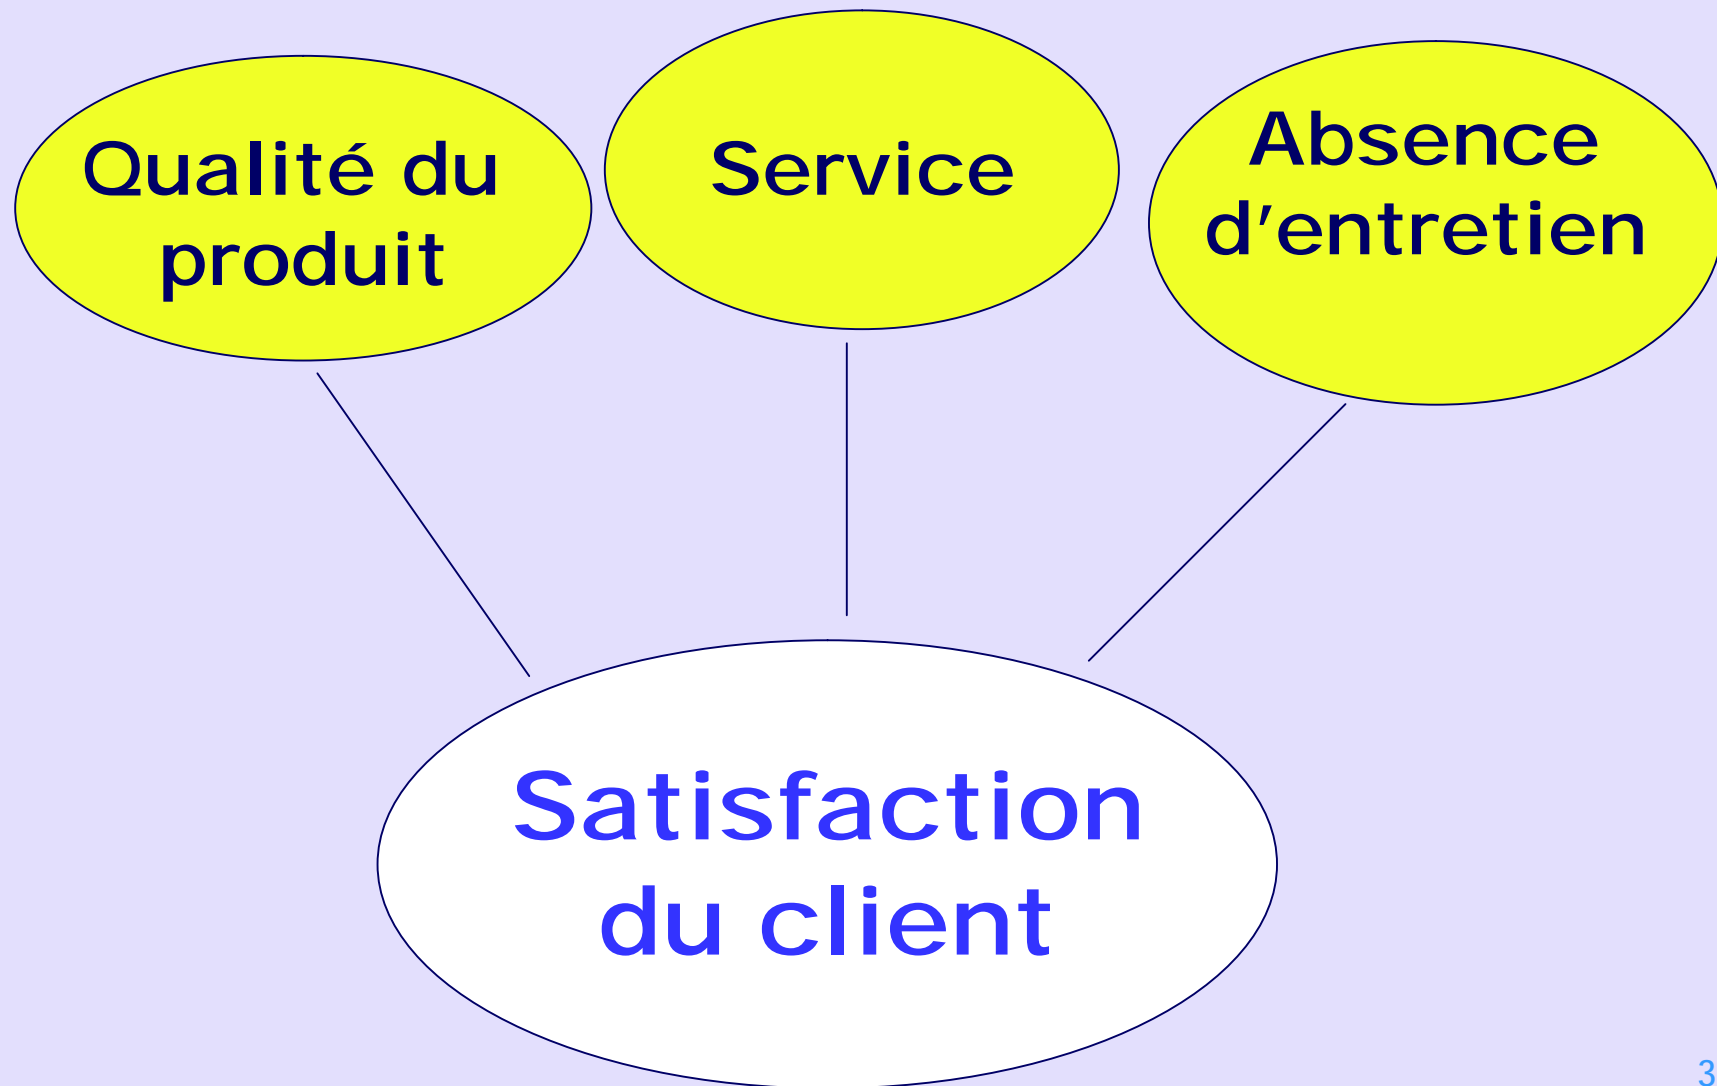 Qualité du
produit
Service
Absence
d'entretien
Satisfaction
du client
3